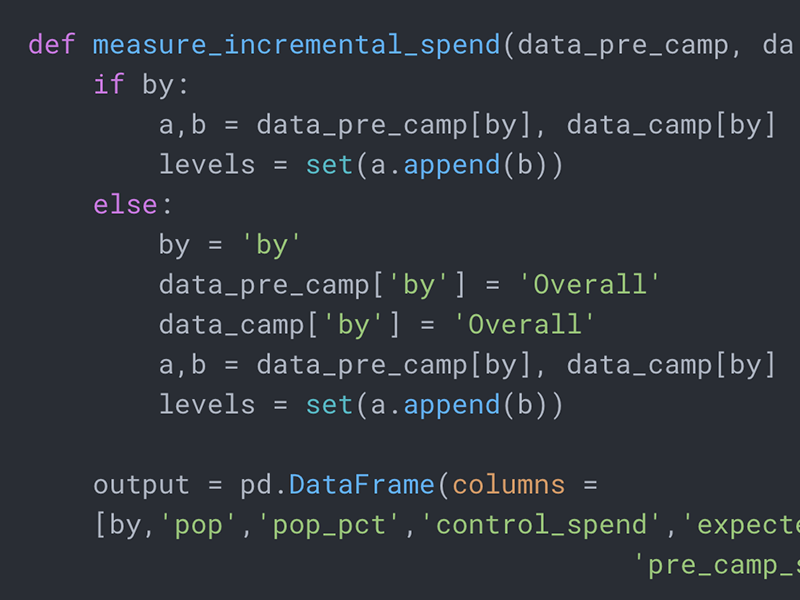 def measure_incremental_spend(data_pre_camp, da
    if by:
        a,b = data_pre_camp[by], data_camp[by]
        levels = set(a.append(b))
    else:
        by = 'by'
        data_pre_camp['by'] = 'Overall'
        data_camp['by'] = 'Overall'
        a,b = data_pre_camp[by], data_camp[by]
        levels = set(a.append(b))

    output = pd.DataFrame(columns =
    [by,'pop','pop_pct','control_spend','expecte
                                     'pre_camp_s